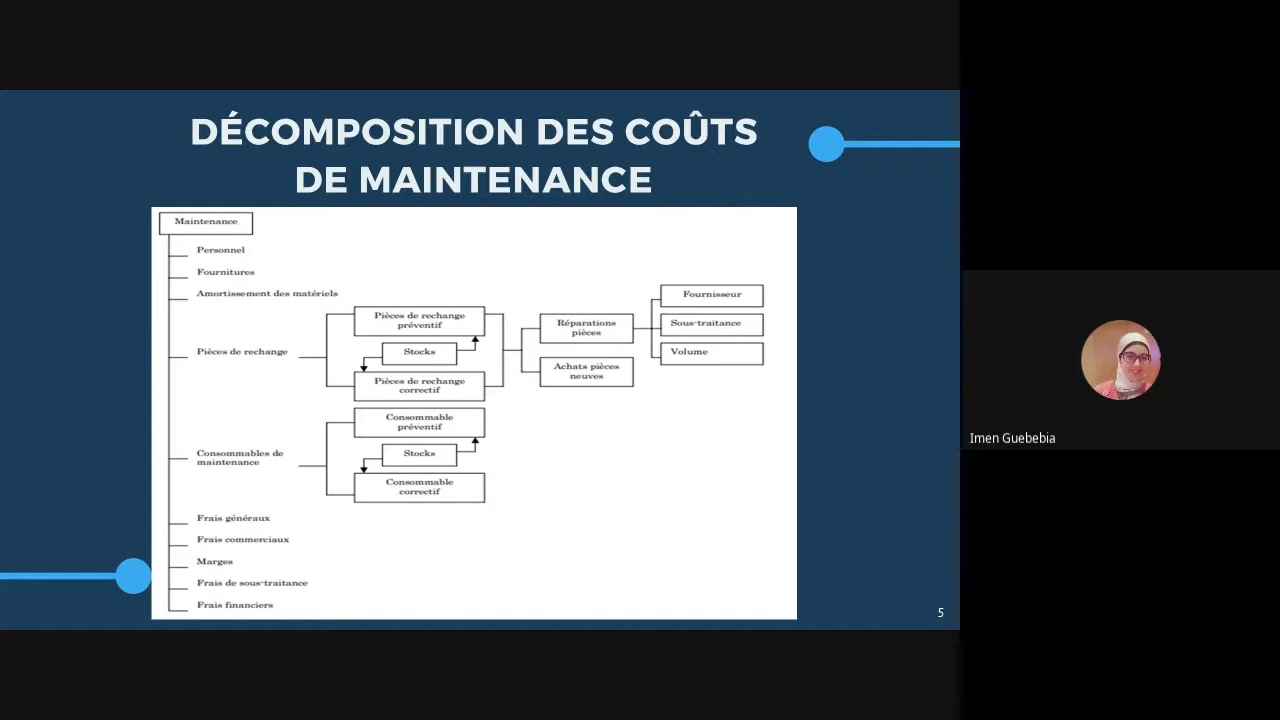 DÉCOMPOSITION DES COÛTS
DE MAINTENANCE
Maintenance
Personnel
Fournitures
Amortissement des matériels
Pièces de rechange
Pièces de rechange
préventif
Stocks
Pièces de rechange
correctif
Réparations
pièces
Achats pièces
neuves
Fournisseur
Sous-traitance
Volume
Consommables de
maintenance
Consommable
préventif
Stocks
Consommable
correctif
Frais généraux
Frais commerciaux
Marges
Frais de sous-traitance
Frais financiers
5
Imen Guebebia